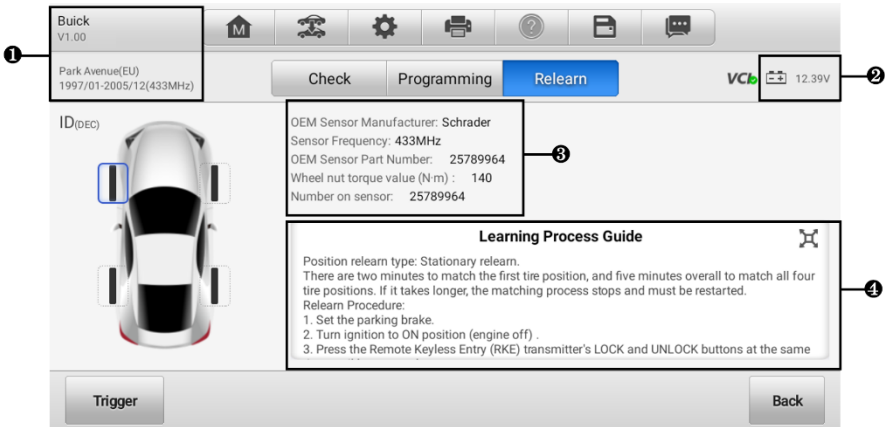 Buick
V1.00
M
❶
Park Avenue(EU)
1997/01-2005/12(433MHz)
Check
Programming
Relearn
VCI
12.39V
❷
ID(DEC)
OEM Sensor Manufacturer: Schrader
Sensor Frequency: 433MHz
OEM Sensor Part Number: 25789964
❸
Wheel nut torque value (N·m) : 140
Number on sensor: 25789964
Learning Process Guide
Position relearn type: Stationary relearn.
There are two minutes to match the first tire position, and five minutes overall to match all four
tire positions. If it takes longer, the matching process stops and must be restarted.
❹
Relearn Procedure:
1. Set the parking brake.
2. Turn ignition to ON position (engine off) .
3. Press the Remote Keyless Entry (RKE) transmitter's LOCK and UNLOCK buttons at the same
Trigger
Back